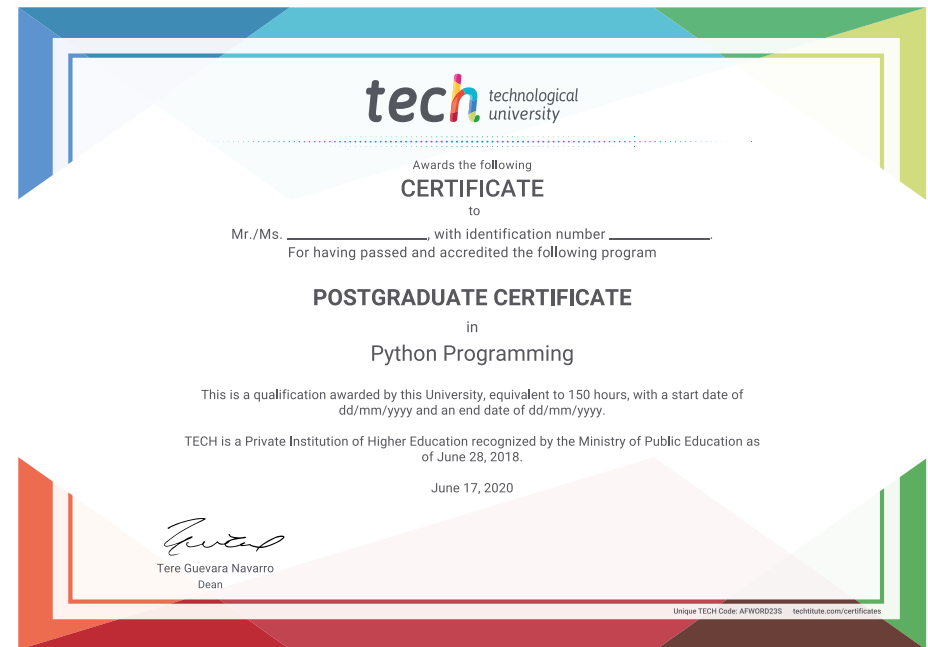 tech technological
university
Awards the following
CERTIFICATE
to
Mr./Ms. ____________________, with identification number ______________.
For having passed and accredited the following program
POSTGRADUATE CERTIFICATE
in
Python Programming
This is a qualification awarded by this University, equivalent to 150 hours, with a start date of
dd/mm/yyyy and an end date of dd/mm/yyyy.
TECH is a Private Institution of Higher Education recognized by the Ministry of Public Education as
of June 28, 2018.
June 17, 2020
Tere Guevara Navarro
Dean
Unique TECH Code: AFWORD23S techtitute.com/certificates